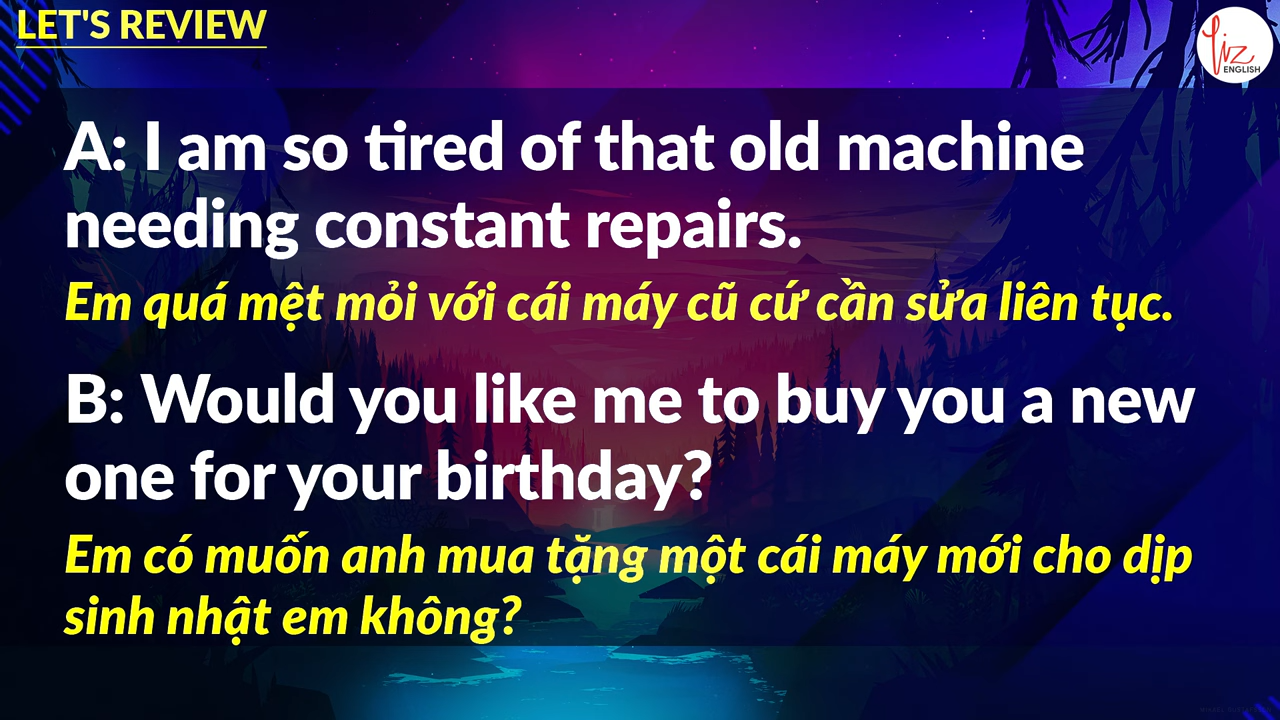 LET'S REVIEW
Liz
ENGLISH
A: I am so tired of that old machine
needing constant repairs.
Em quá mệt mỏi với cái máy cũ cứ cần sửa liên tục.
B: Would you like me to buy you a new
one for your birthday?
Em có muốn anh mua tặng một cái máy mới cho dịp
sinh nhật em không?